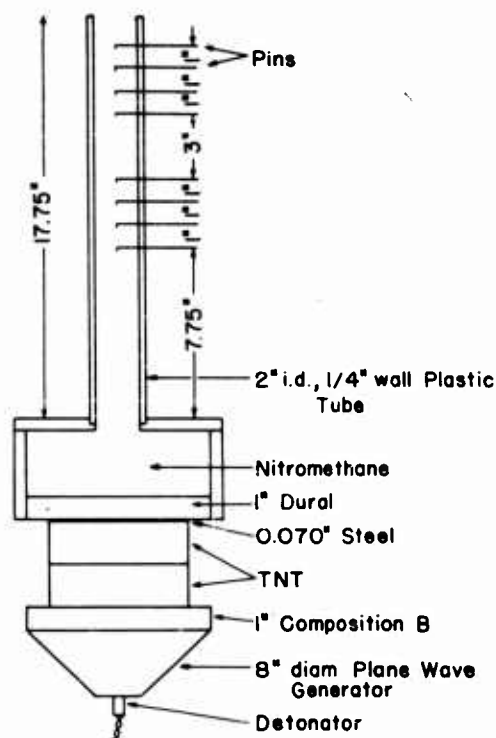 Pins
1"
1"
1"
3"
1"
1"
1"
17.75"
7.75"
2" i.d., 1/4" wall Plastic
Tube
Nitromethane
1" Dural
0.070" Steel
TNT
1" Composition B
8" diam Plane Wave
Generator
Detonator